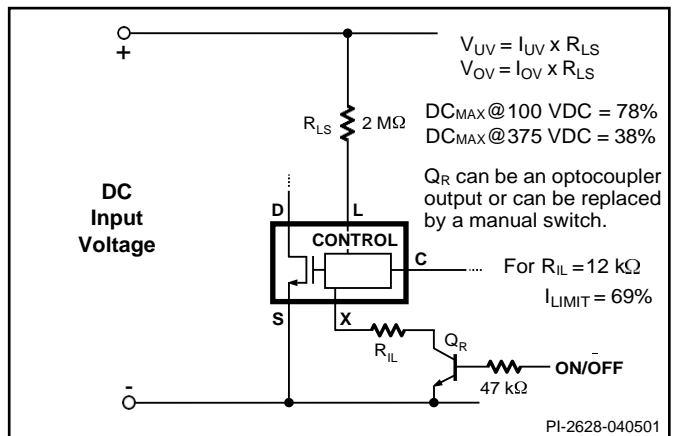 +
V_UV = I_UV x R_LS
V_OV = I_OV x R_LS
R_LS 2 MΩ
DC_MAX@100 VDC = 78%
DC_MAX@375 VDC = 38%
DC
Input
Voltage
Q_R can be an optocoupler
output or can be replaced
by a manual switch.
D
L
CONTROL
C
For R_IL = 12 kΩ
I_LIMIT = 69%
S
X
R_IL
Q_R
47 kΩ
ON/OFF
-
PI-2628-040501